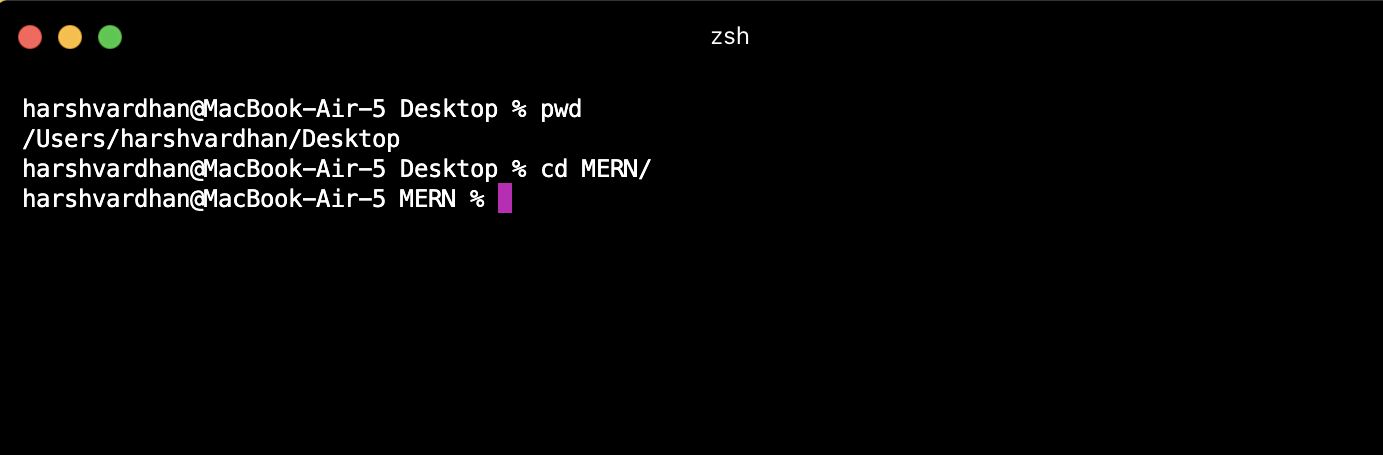 zsh
harshvardhan@MacBook-Air-5 Desktop % pwd
/Users/harshvardhan/Desktop
harshvardhan@MacBook-Air-5 Desktop % cd MERN/
harshvardhan@MacBook-Air-5 MERN %